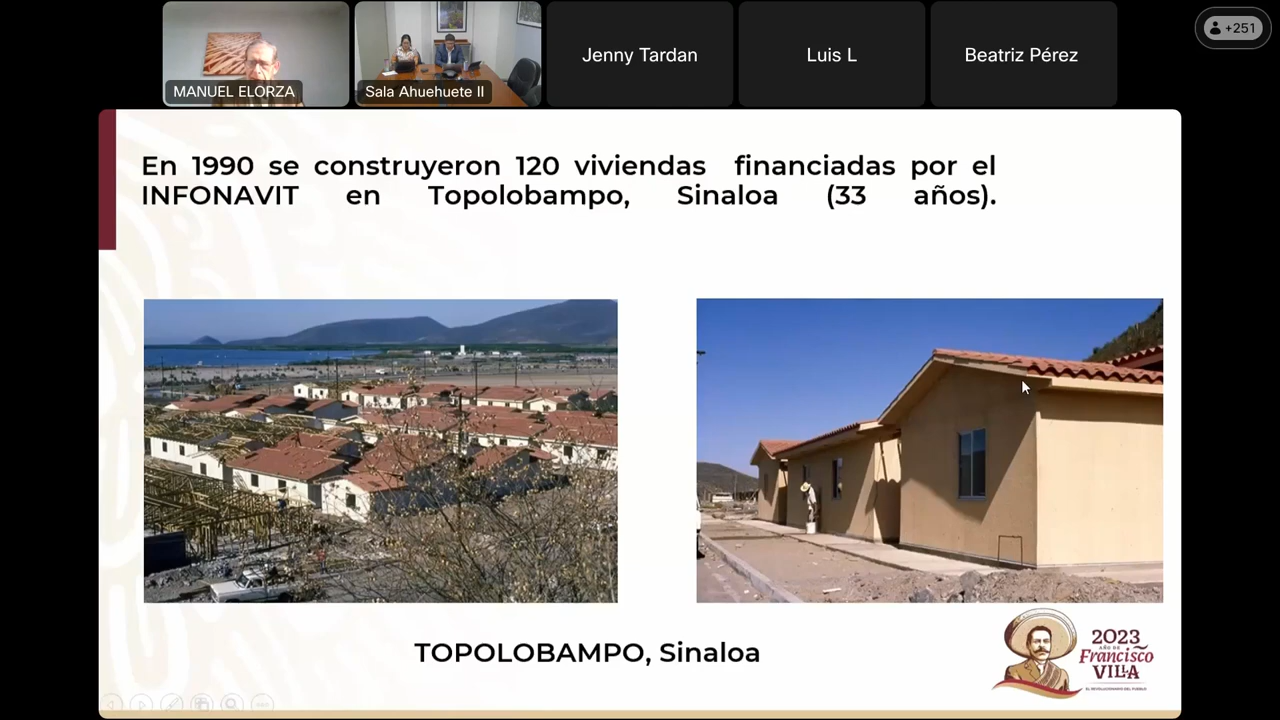 MANUEL ELORZA
Sala Ahuehuete II
Jenny Tardan
Luis L
Beatriz Pérez
+251
En 1990 se construyeron 120 viviendas financiadas por el
INFONAVIT en Topolobampo, Sinaloa (33 años).
TOPOLOBAMPO, Sinaloa
2023
AÑO DE
Francisco
VILLA
EL REVOLUCIONARIO DEL PUEBLO